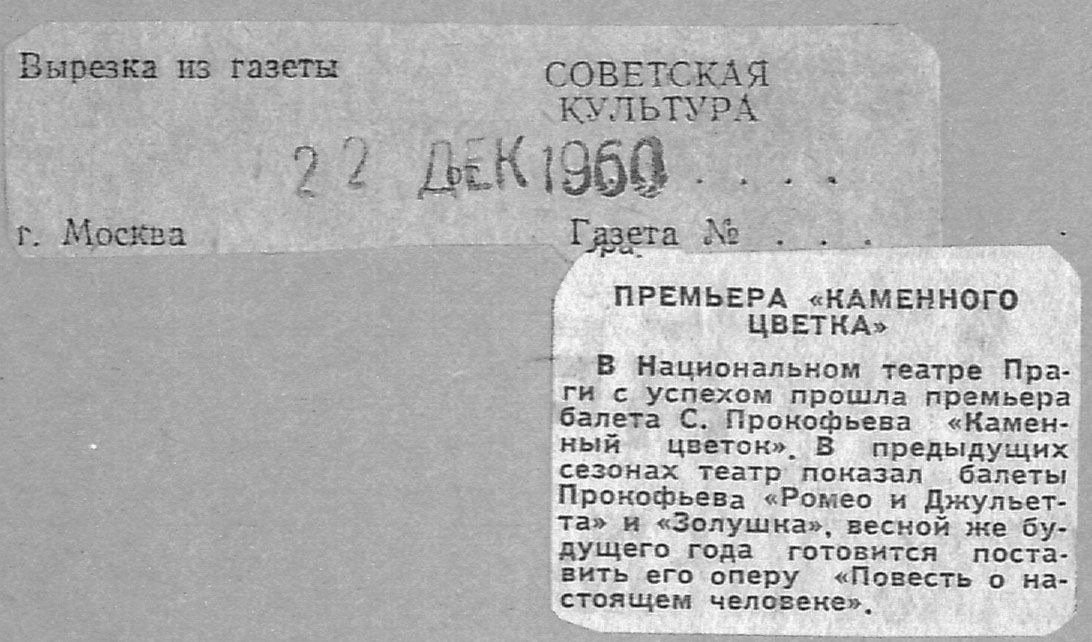 Вырезка из газеты
СОВЕТСКАЯ
КУЛЬТУРА
22 ДЕК 1960 . . . .
г. Москва
Газета № . . .
ПРЕМЬЕРА «КАМЕННОГО
ЦВЕТКА»
В Национальном театре Пра-
ги с успехом прошла премьера
балета С. Прокофьева «Камен-
ный цветок». В предыдущих
сезонах театр показал балеты
Прокофьева «Ромео и Джульет-
та» и «Золушка», весной же бу-
дущего года готовится поста-
вить его оперу «Повесть о на-
стоящем человеке».